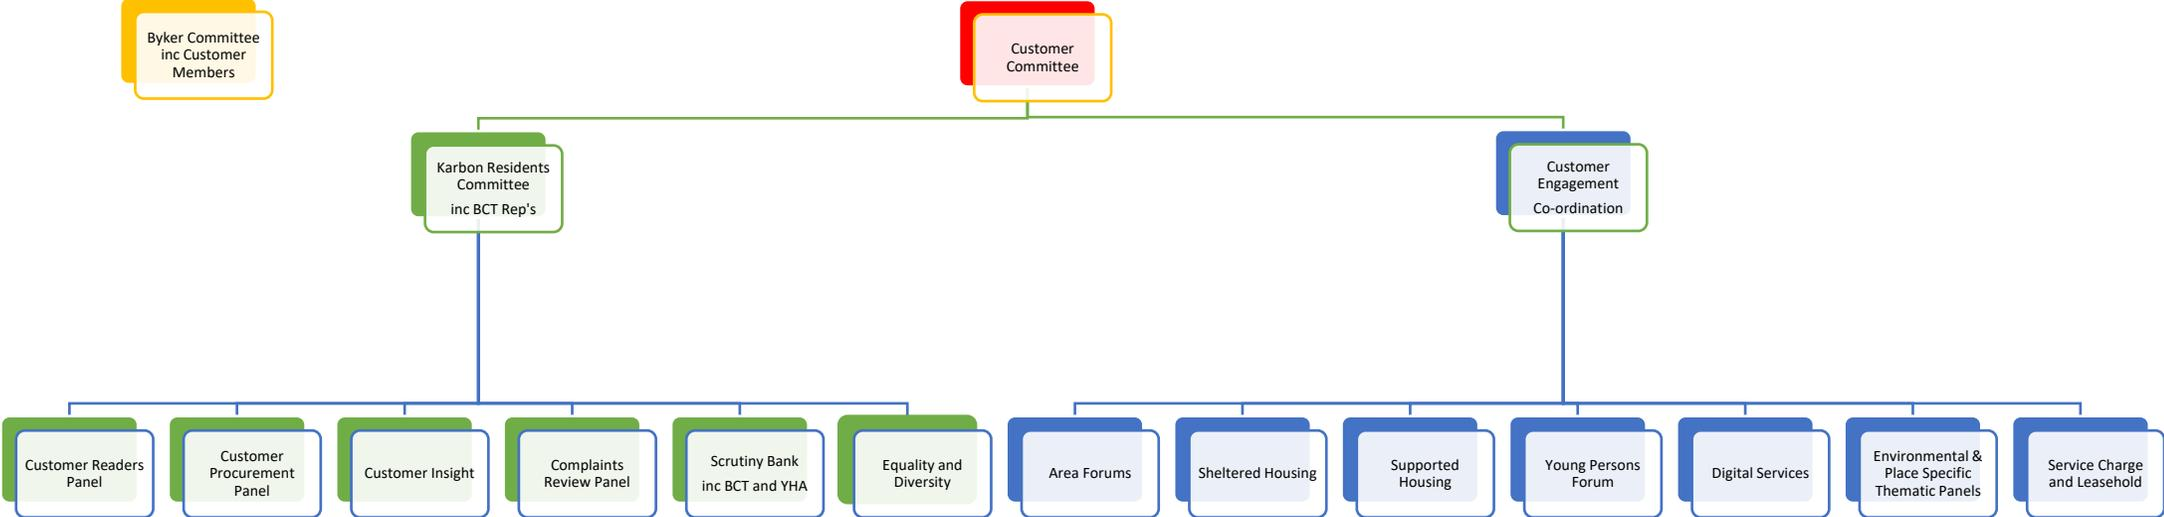 Byker Committee
inc Customer
Members
Customer
Committee
Karbon Residents
Committee
inc BCT Rep's
Customer
Engagement
Co-ordination
Customer Readers
Panel
Customer
Procurement
Panel
Customer Insight
Complaints
Review Panel
Scrutiny Bank
inc BCT and YHA
Equality and
Diversity
Area Forums
Sheltered Housing
Supported
Housing
Young Persons
Forum
Digital Services
Environmental &
Place Specific
Thematic Panels
Service Charge
and Leasehold